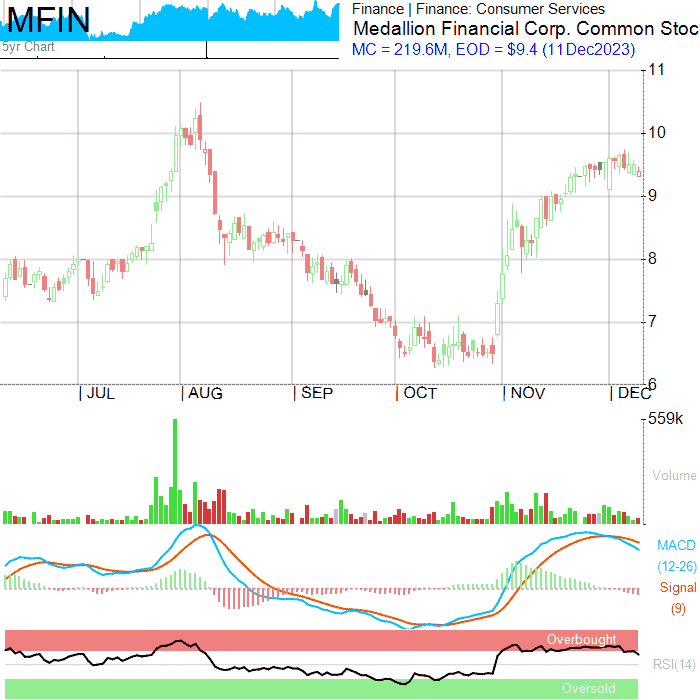 MFIN
5yr Chart
Finance | Finance: Consumer Services
Medallion Financial Corp. Common Stoc
MC = 219.6M, EOD = $9.4 (11Dec2023)
11
10
9
8
7
6
JUL AUG SEP OCT NOV DEC
559k
Volume
MACD
(12-26)
Signal
(9)
Overbought
RSI(14)
Oversold